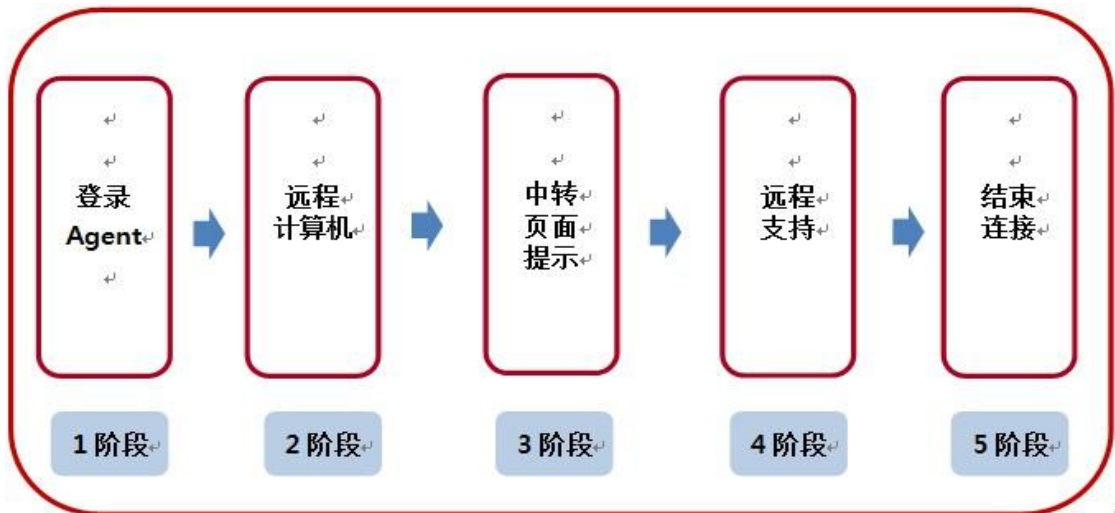 登录
Agent
远程
计算机
中转
页面
提示
远程
支持
结束
连接
1 阶段
2 阶段
3 阶段
4 阶段
5 阶段